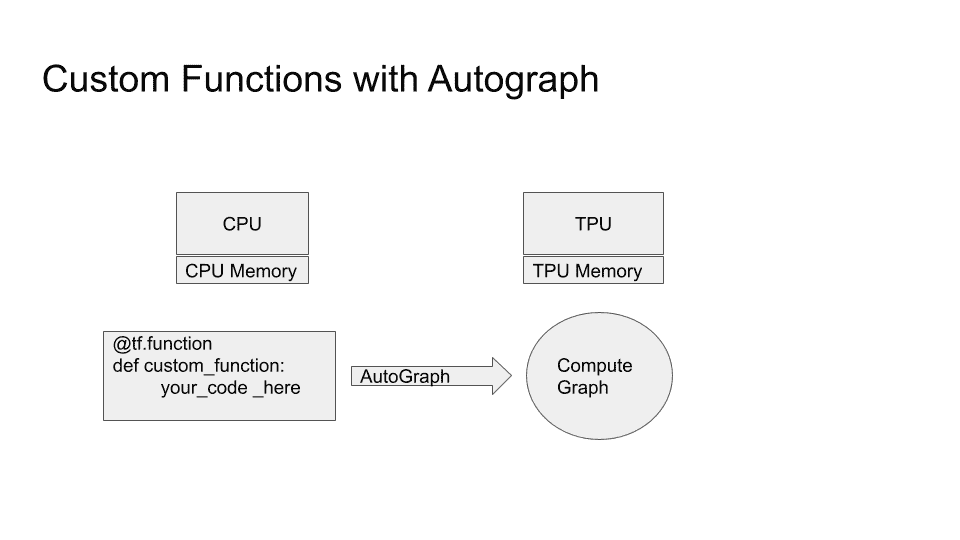 Custom Functions with Autograph
CPU
TPU
CPU Memory
TPU Memory
@tf.function
def custom_function:
your_code _here
AutoGraph
Compute
Graph